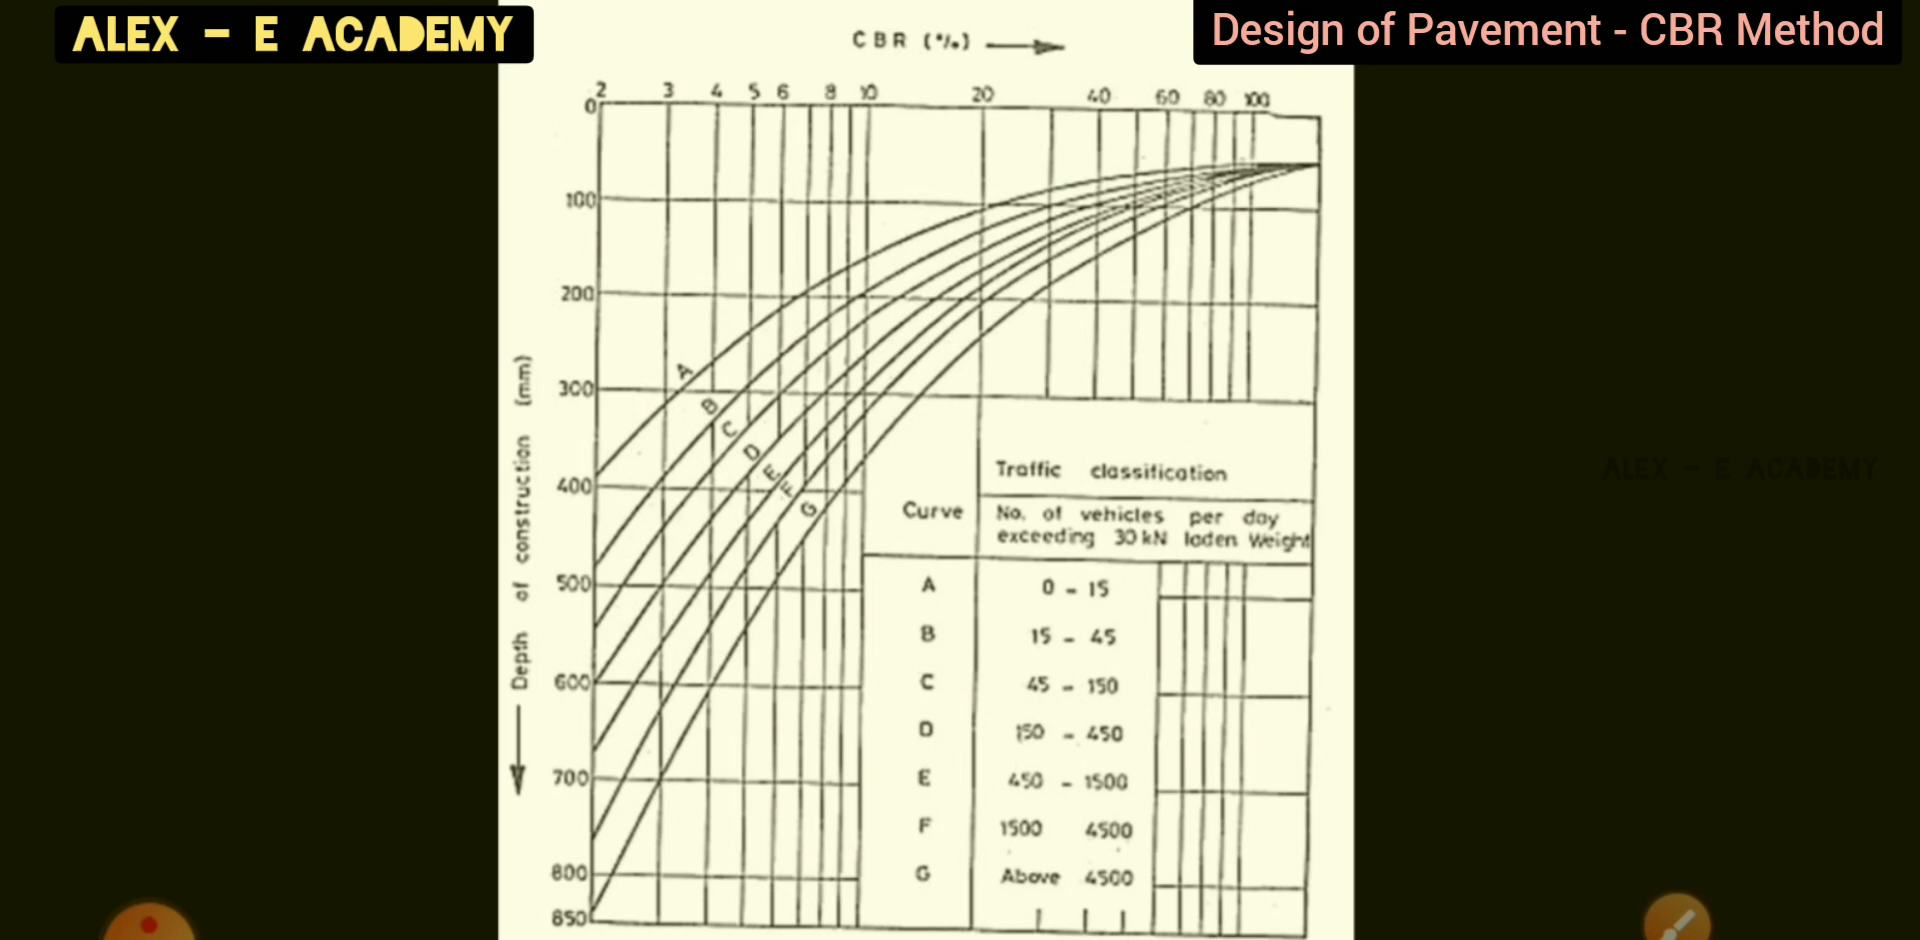 ALEX - E ACADEMY
Design of Pavement - CBR Method
CBR (%)
2 3 4 5 6 8 10 20 40 60 80 100
0
100
200
300
400
500
600
700
800
850
Depth of construction (mm)
A
B
C
D
E
F
G
Traffic classification
Curve
No. of vehicles per day
exceeding 30 kN laden Weight
A 0 - 15
B 15 - 45
C 45 - 150
D 150 - 450
E 450 - 1500
F 1500 4500
G Above 4500
ALEX - E ACADEMY